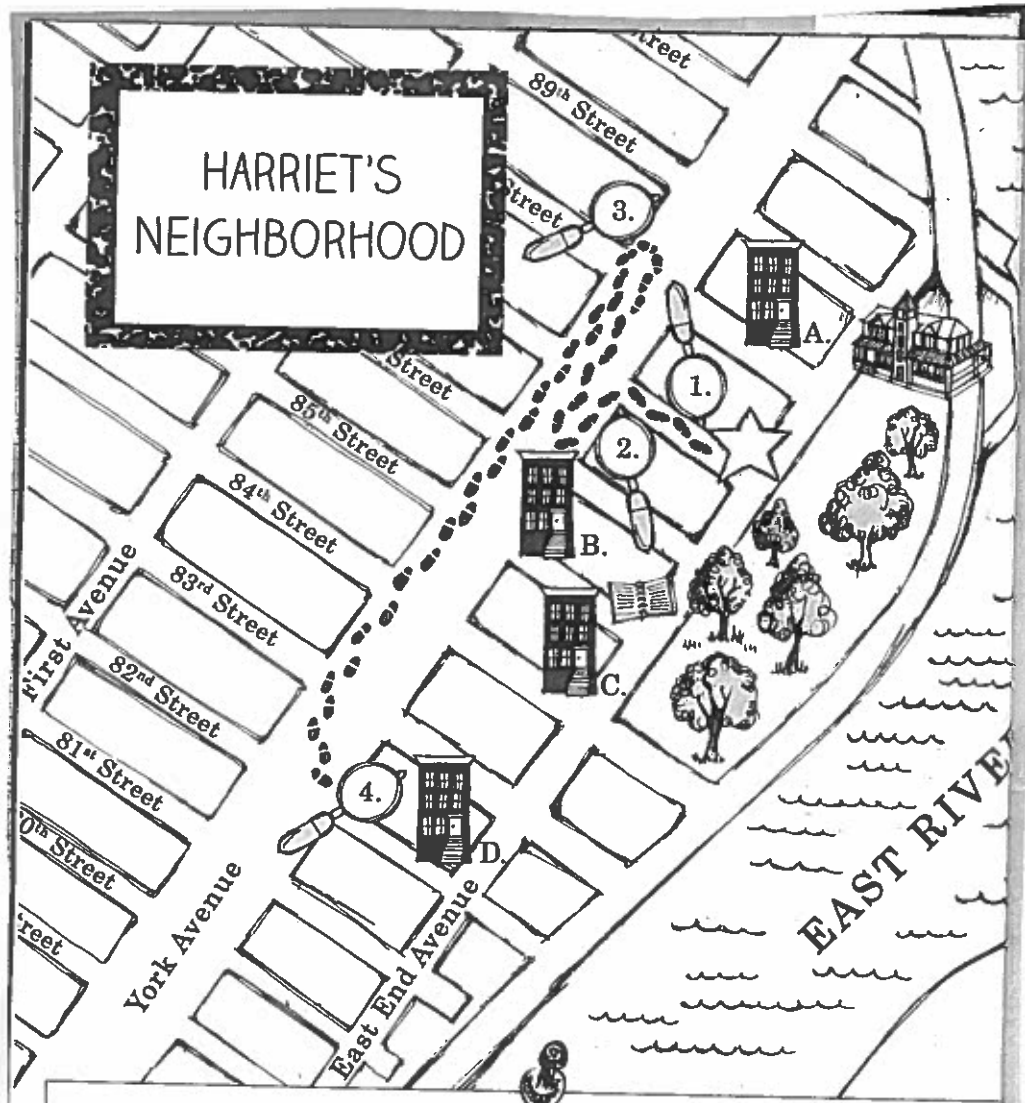 Street
89th Street
HARRIET'S
NEIGHBORHOOD
Street
3.
A.
1.
Street
85th Street
2.
84th Street
B.
83rd Street
First Avenue
82nd Street
C.
81st Street
4.
D.
Street
York Avenue
East End Avenue
EAST RIVER